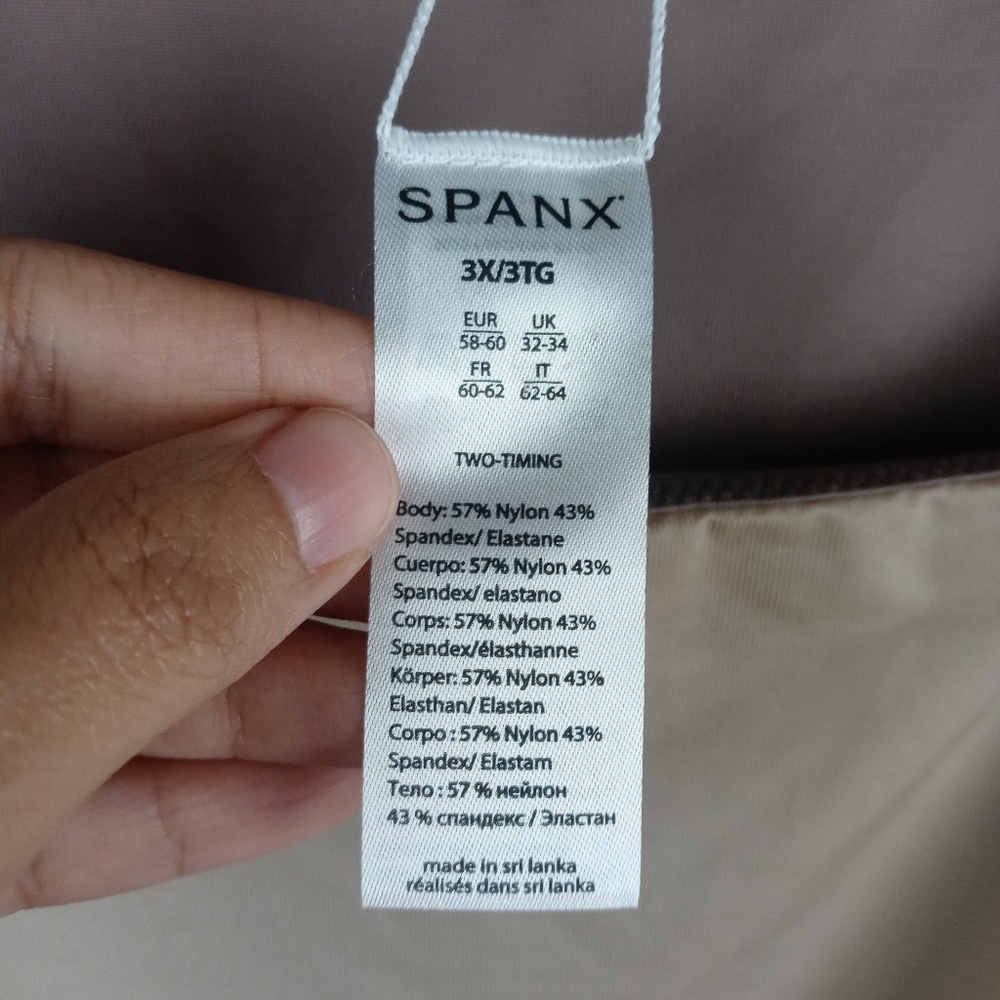 SPANX
3X/3TG
EUR UK
58-60 32-34
FR IT
60-62 62-64
TWO-TIMING
Body: 57% Nylon 43%
Spandex/ Elastane
Cuerpo: 57% Nylon 43%
Spandex/ elastano
Corps: 57% Nylon 43%
Spandex/élasthanne
Körper: 57% Nylon 43%
Elasthan/ Elastan
Corpo : 57% Nylon 43%
Spandex/ Elastam
Тело : 57 % нейлон
43 % спандекс / Эластан
made in sri lanka
réalisés dans sri lanka